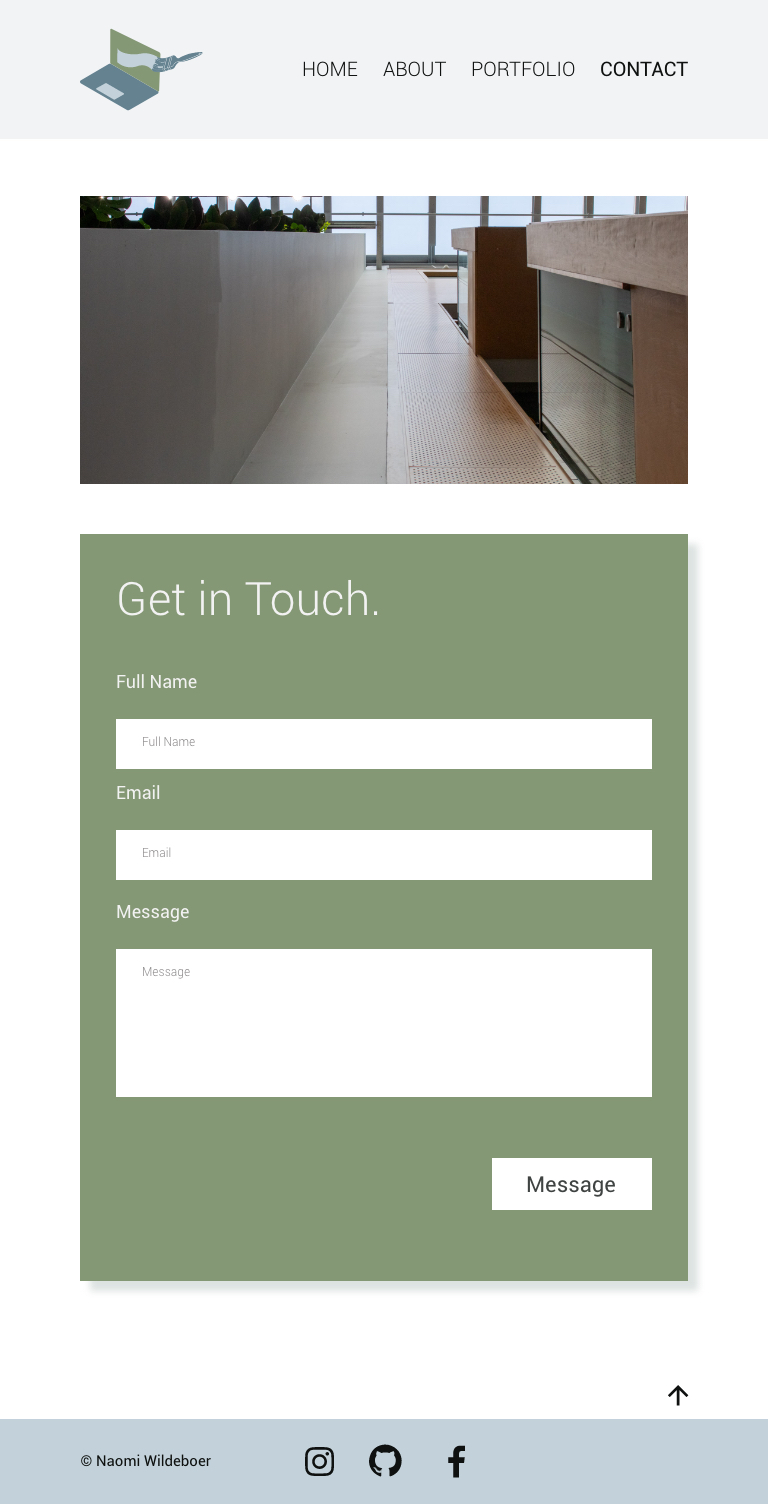 HOME ABOUT PORTFOLIO CONTACT
Get in Touch.
Full Name
Full Name
Email
Email
Message
Message
Message
© Naomi Wildeboer